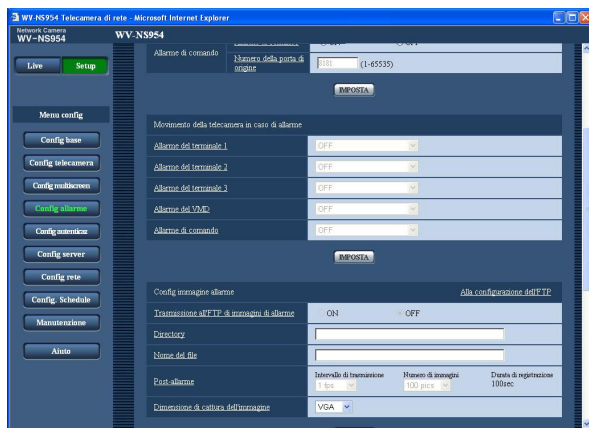 WV-NS954 Telecamera di rete - Microsoft Internet Explorer
Network Camera
WV-NS954
WV-NS954
Live
Setup
Menu config
Config base
Config telecamera
Config multiscreen
Config allarme
Config autenticaz
Config server
Config rete
Config. Schedule
Manutenzione
Aiuto
Allarme di comando
Numero della porta di origine
8181 (1-65535)
IMPOSTA
Movimento della telecamera in caso di allarme
Allarme del terminale 1 OFF
Allarme del terminale 2 OFF
Allarme del terminale 3 OFF
Allarme del VMD OFF
Allarme di comando OFF
IMPOSTA
Config immagine allarme Alla configurazione dell'FTP
Trasmissione all'FTP di immagini di allarme ON OFF
Directory
Nome del file
Post-allarme
Intervallo di trasmissione Numero di immagini Durata di registrazione
1 fps 100 pics 100sec
Dimensione di cattura dell'immagine VGA